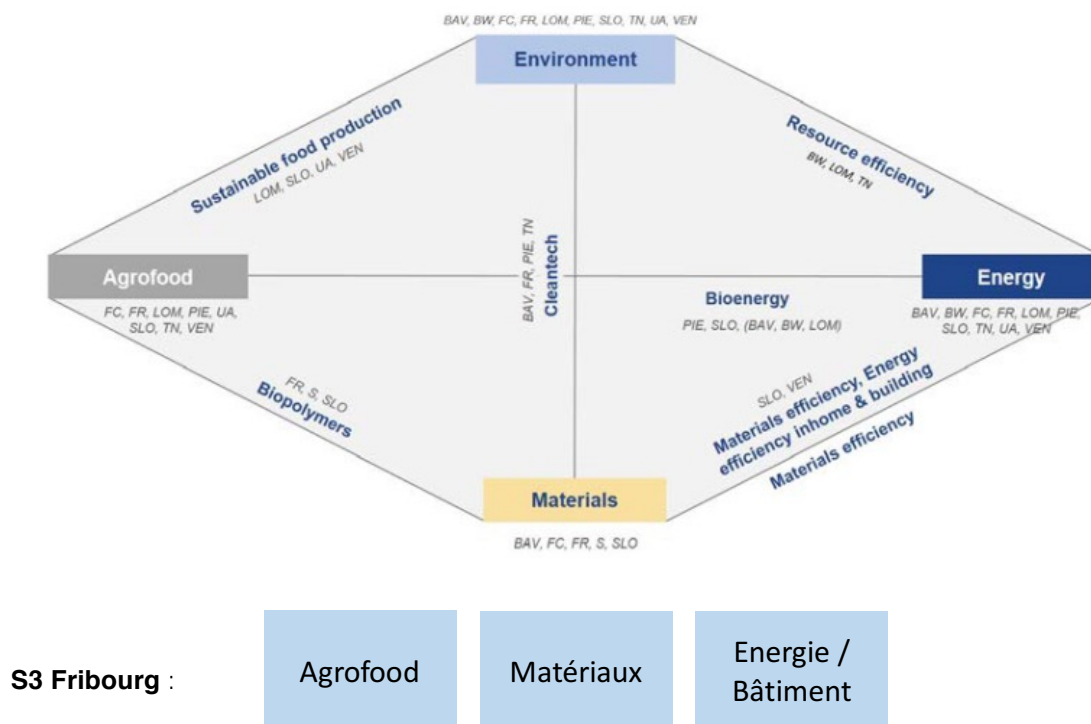 BAV, BW, FC, FR, LOM, PIE, SLO, TN, UA, VEN
Environment
Sustainable food production
LOM, SLO, UA, VEN
Resource efficiency
BW, LOM, TN
BAV, FR, PIE, TN
Cleantech
Agrofood
FC, FR, LOM, PIE, UA,
SLO, TN, VEN
Energy
BAV, BW, FC, FR, LOM, PIE,
SLO, TN, UA, VEN
Bioenergy
PIE, SLO, (BAV, BW, LOM)
FR, S, SLO
Biopolymers
SLO, VEN
Materials efficiency, Energy
efficiency inhome & building
Materials efficiency
Materials
BAV, FC, FR, S, SLO
S3 Fribourg :
Agrofood
Matériaux
Energie /
Bâtiment